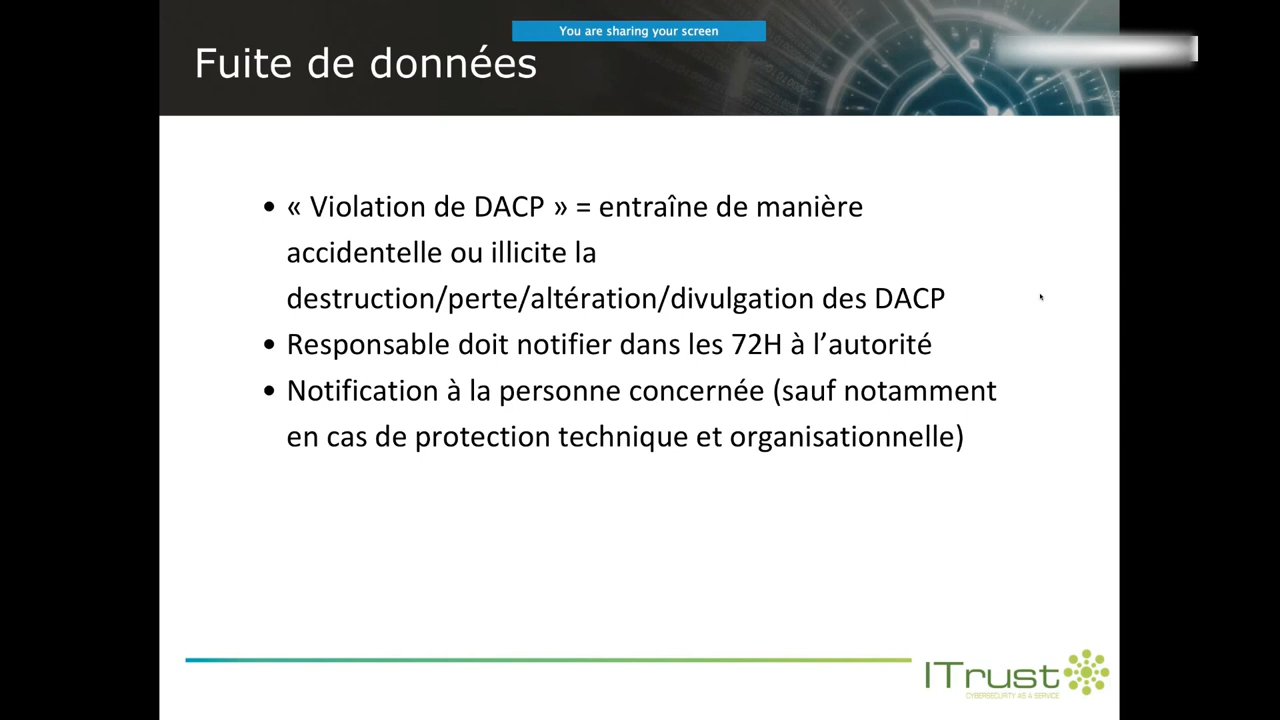 You are sharing your screen
Fuite de données
• « Violation de DACP » = entraîne de manière
accidentelle ou illicite la
destruction/perte/altération/divulgation des DACP
• Responsable doit notifier dans les 72H à l’autorité
• Notification à la personne concernée (sauf notamment
en cas de protection technique et organisationnelle)
ITrust
CYBERSECURITY AS A SERVICE